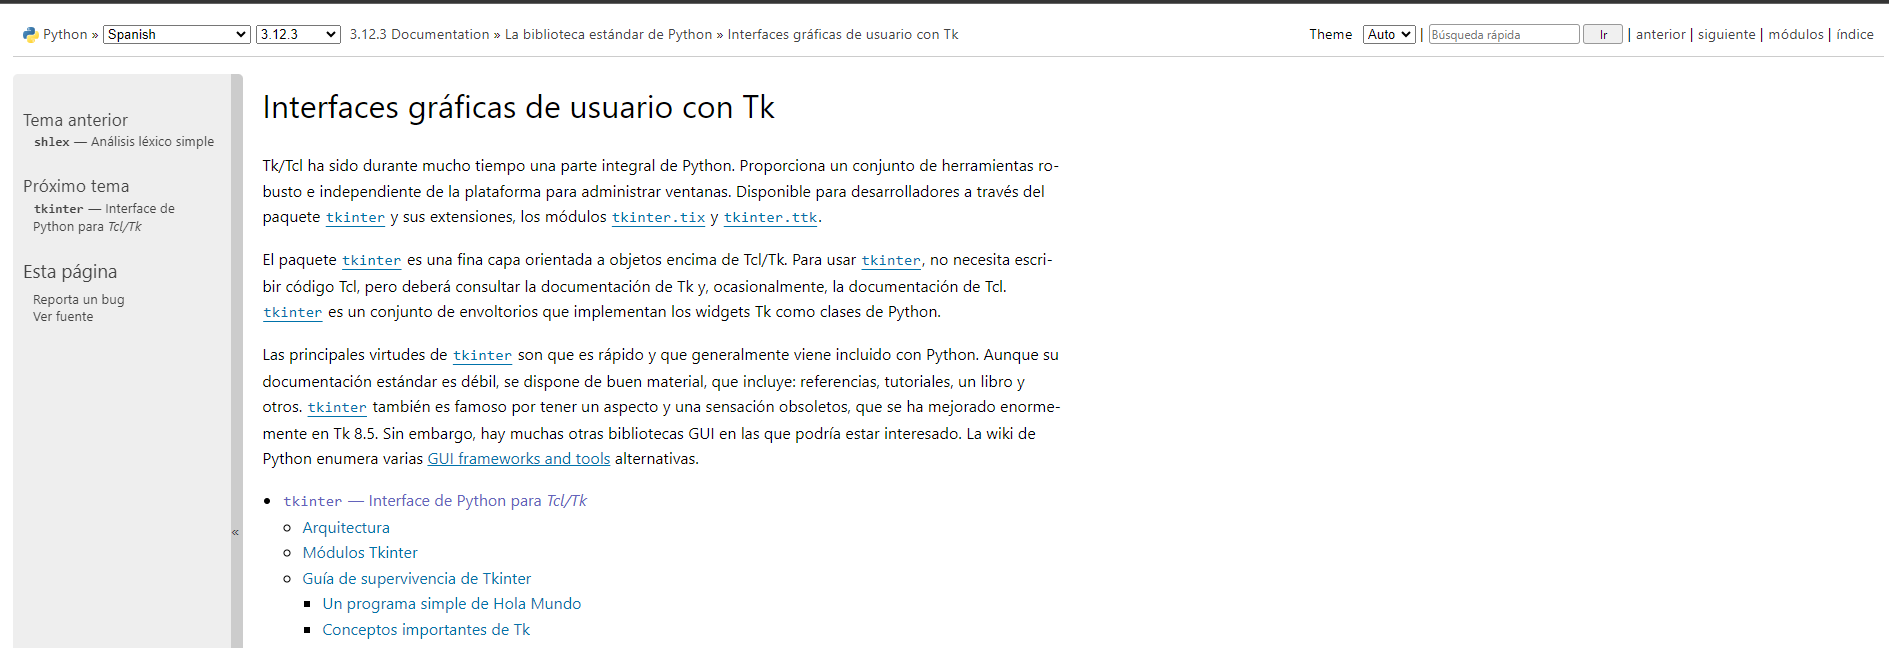 Python » Spanish 3.12.3 3.12.3 Documentation » La biblioteca estándar de Python » Interfaces gráficas de usuario con Tk Theme Auto | Búsqueda rápida Ir | anterior | siguiente | módulos | índice
Tema anterior
shlex — Análisis léxico simple
Próximo tema
tkinter — Interface de
Python para Tcl/Tk
Esta página
Reporta un bug
Ver fuente
«
Interfaces gráficas de usuario con Tk
Tk/Tcl ha sido durante mucho tiempo una parte integral de Python. Proporciona un conjunto de herramientas ro-
busto e independiente de la plataforma para administrar ventanas. Disponible para desarrolladores a través del
paquete tkinter y sus extensiones, los módulos tkinter.tix y tkinter.ttk.
El paquete tkinter es una fina capa orientada a objetos encima de Tcl/Tk. Para usar tkinter, no necesita escri-
bir código Tcl, pero deberá consultar la documentación de Tk y, ocasionalmente, la documentación de Tcl.
tkinter es un conjunto de envoltorios que implementan los widgets Tk como clases de Python.
Las principales virtudes de tkinter son que es rápido y que generalmente viene incluido con Python. Aunque su
documentación estándar es débil, se dispone de buen material, que incluye: referencias, tutoriales, un libro y
otros. tkinter también es famoso por tener un aspecto y una sensación obsoletos, que se ha mejorado enorme-
mente en Tk 8.5. Sin embargo, hay muchas otras bibliotecas GUI en las que podría estar interesado. La wiki de
Python enumera varias GUI frameworks and tools alternativas.
• tkinter — Interface de Python para Tcl/Tk
Arquitectura
Módulos Tkinter
Guía de supervivencia de Tkinter
Un programa simple de Hola Mundo
Conceptos importantes de Tk